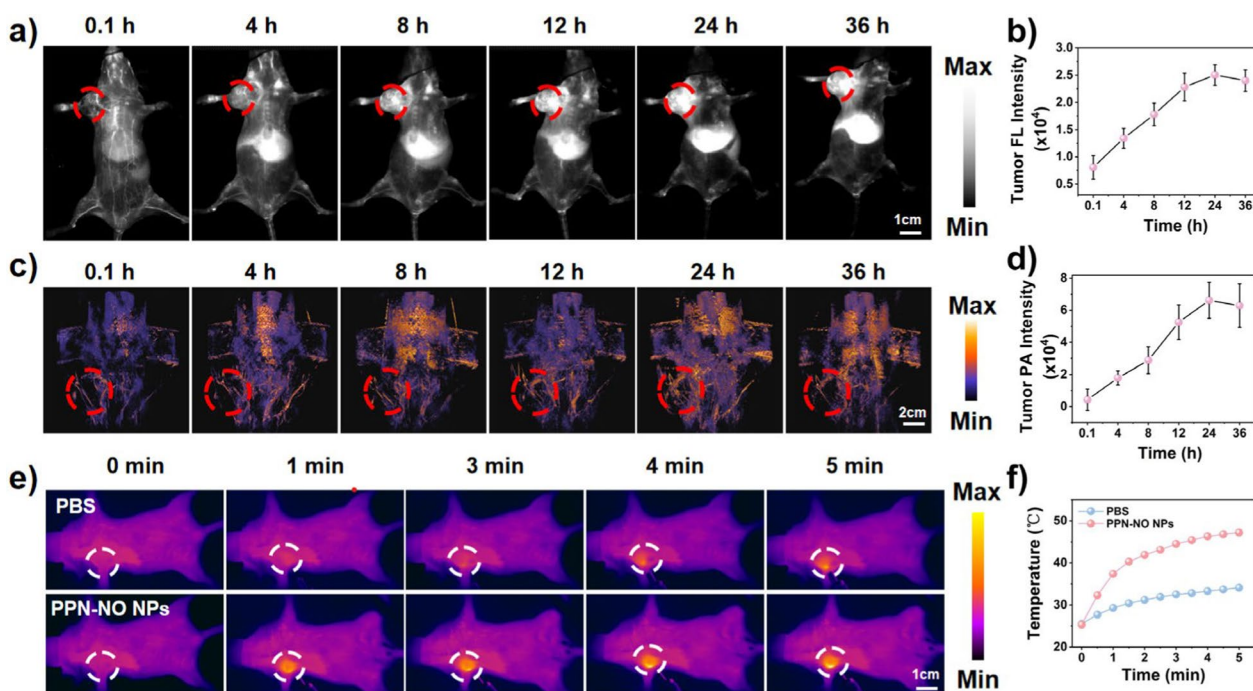 a)
0.1 h 4 h 8 h 12 h 24 h 36 h
Max
Min
1cm
b)
Tumor FL Intensity
(x10⁴)
3.0
2.5
2.0
1.5
1.0
0.5
0.1 4 8 12 24 36
Time (h)
c)
0.1 h 4 h 8 h 12 h 24 h 36 h
Max
Min
2cm
d)
Tumor PA Intensity
(x10⁴)
8
6
4
2
0
0.1 4 8 12 24 36
Time (h)
e)
0 min 1 min 3 min 4 min 5 min
PBS
PPN-NO NPs
Max
Min
1cm
f)
PBS
PPN-NO NPs
Temperature (℃)
50
40
30
20
0 1 2 3 4 5
Time (min)